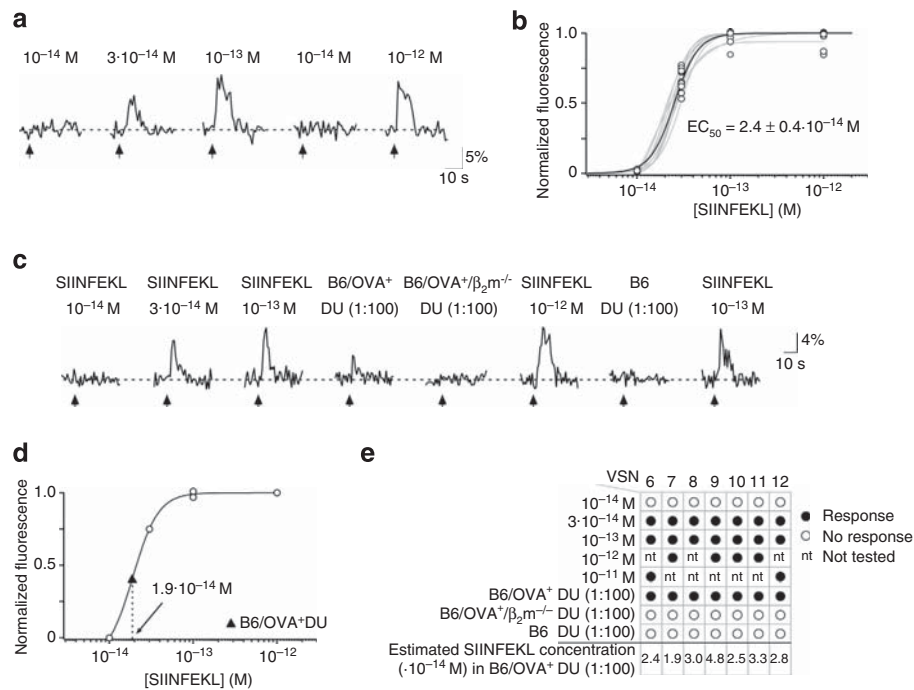 a
10⁻¹⁴ M 3·10⁻¹⁴ M 10⁻¹³ M 10⁻¹⁴ M 10⁻¹² M
5%
10 s
b
Normalized fluorescence
1.0
0.5
0
EC₅₀ = 2.4 ± 0.4·10⁻¹⁴ M
10⁻¹⁴ 10⁻¹³ 10⁻¹²
[SIINFEKL] (M)
c
SIINFEKL SIINFEKL SIINFEKL B6/OVA⁺ B6/OVA⁺/β₂m⁻/⁻ SIINFEKL B6 SIINFEKL
10⁻¹⁴ M 3·10⁻¹⁴ M 10⁻¹³ M DU (1:100) DU (1:100) 10⁻¹² M DU (1:100) 10⁻¹³ M
4%
10 s
d
Normalized fluorescence
1.0
0.5
0
1.9·10⁻¹⁴ M
▲ B6/OVA⁺DU
10⁻¹⁴ 10⁻¹³ 10⁻¹²
[SIINFEKL] (M)
e
VSN 6 7 8 9 10 11 12
10⁻¹⁴ M
3·10⁻¹⁴ M
10⁻¹³ M
10⁻¹² M nt nt nt
10⁻¹¹ M nt nt nt nt nt
B6/OVA⁺ DU (1:100)
B6/OVA⁺/β₂m⁻/⁻ DU (1:100)
B6 DU (1:100)
Estimated SIINFEKL concentration
(·10⁻¹⁴ M) in B6/OVA⁺ DU (1:100) 2.4 1.9 3.0 4.8 2.5 3.3 2.8
● Response
○ No response
nt Not tested